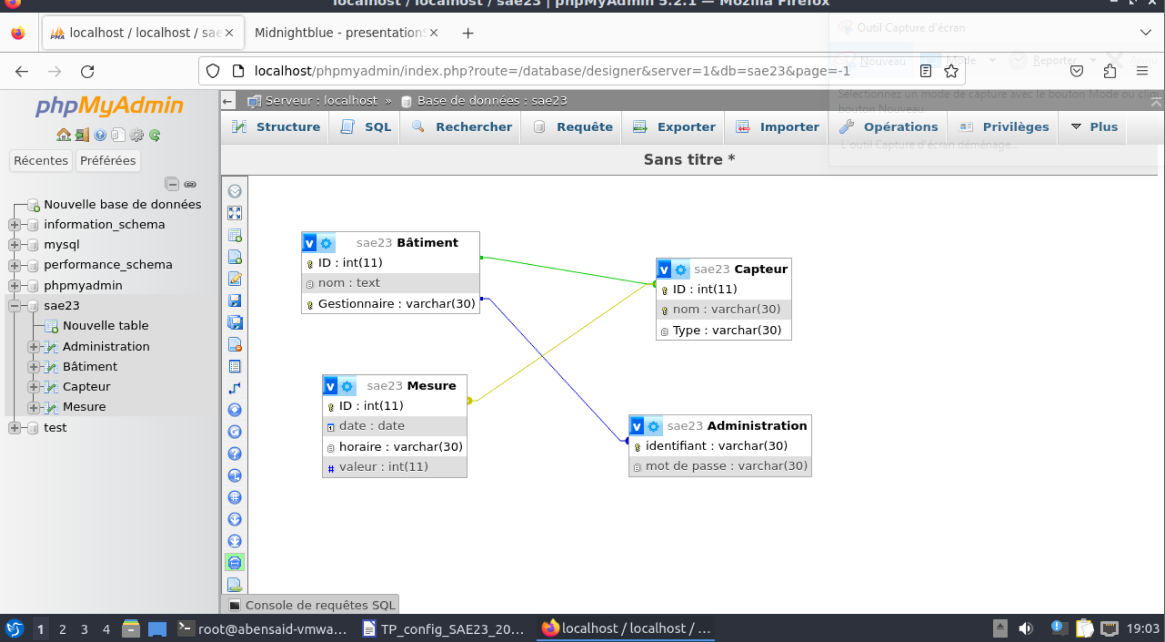 localhost / localhost / sae23 | phpMyAdmin 5.2.1 — Mozilla Firefox
localhost / localhost / sae
Midnightblue - presentation
Outil Capture d'écran
localhost/phpmyadmin/index.php?route=/database/designer&server=1&db=sae23&page=-1
Nouveau Mode Reporter
Sélectionnez un mode de capture avec le bouton Mode ou cliq
bouton Nouveau.
L'outil Capture d'écran déménage...
phpMyAdmin
Récentes Préférées
Nouvelle base de données
information_schema
mysql
performance_schema
phpmyadmin
sae23
Nouvelle table
Administration
Bâtiment
Capteur
Mesure
test
Serveur : localhost » Base de données : sae23
Structure SQL Rechercher Requête Exporter Importer Opérations Privilèges Plus
Sans titre *
sae23 Bâtiment
ID : int(11)
nom : text
Gestionnaire : varchar(30)
sae23 Capteur
ID : int(11)
nom : varchar(30)
Type : varchar(30)
sae23 Mesure
ID : int(11)
date : date
horaire : varchar(30)
valeur : int(11)
sae23 Administration
identifiant : varchar(30)
mot de passe : varchar(30)
Console de requêtes SQL
1 2 3 4 root@abensaid-vmwa... TP_config_SAE23_20... localhost / localhost / ... 19:03